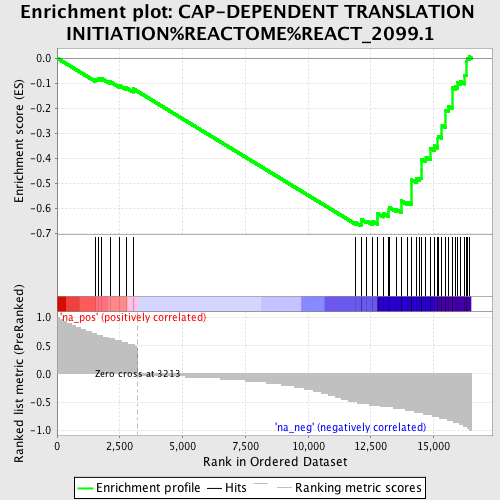 Enrichment plot: CAP-DEPENDENT TRANSLATION
INITIATION%REACTOME%REACT_2099.1
Enrichment score (ES)
0.0
-0.1
-0.2
-0.3
-0.4
-0.5
-0.6
-0.7
Ranked list metric (PreRanked)
1.0
0.5
0.0
-0.5
-1.0
'na_pos' (positively correlated)
Zero cross at 3213
'na_neg' (negatively correlated)
0 2,500 5,000 7,500 10,000 12,500 15,000
Rank in Ordered Dataset
Enrichment profile Hits Ranking metric scores